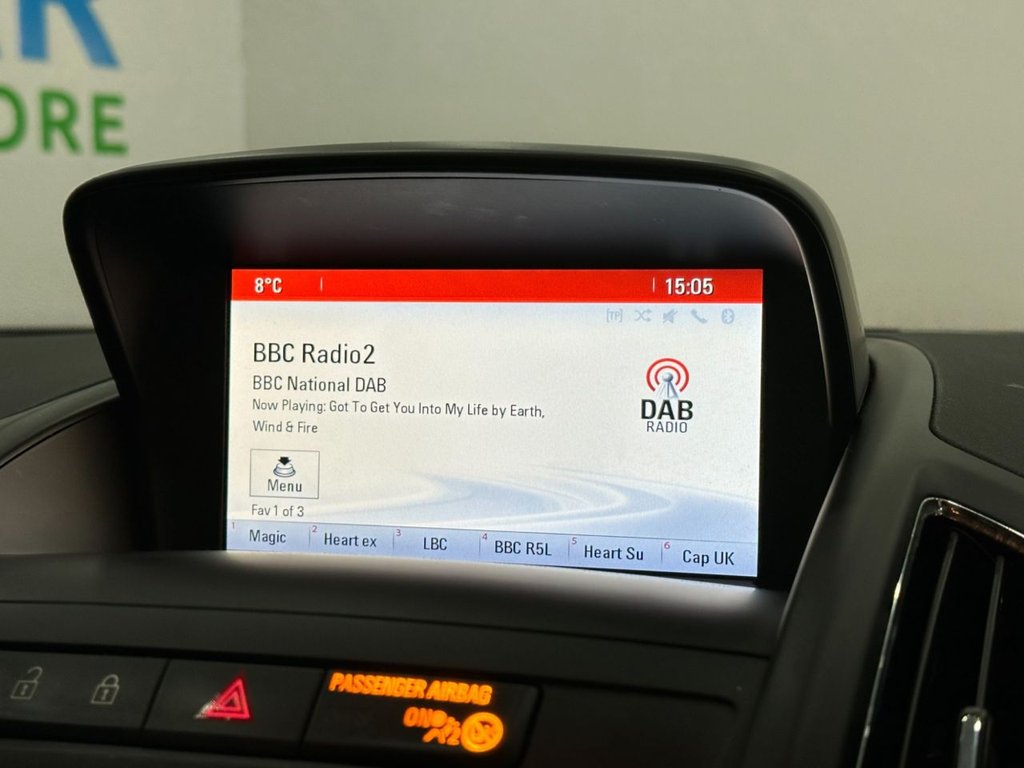 R
ORE
8°C
15:05
[TP]
BBC Radio2
BBC National DAB
Now Playing: Got To Get You Into My Life by Earth,
Wind & Fire
DAB
RADIO
Menu
Fav 1 of 3
1 Magic
2 Heart ex
3 LBC
4 BBC R5L
5 Heart Su
6 Cap UK
PASSENGER AIRBAG
ON